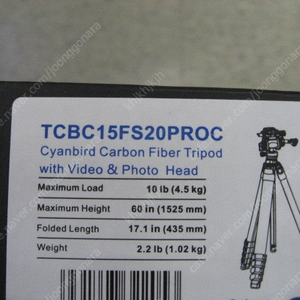 TCBC15FS20PROC
Cyanbird Carbon Fiber Tripod
with Video & Photo Head
Maximum Load 10 lb (4.5 kg)
Maximum Height 60 in (1525 mm)
Folded Length 17.1 in (435 mm)
Weight 2.2 lb (1.02 kg)